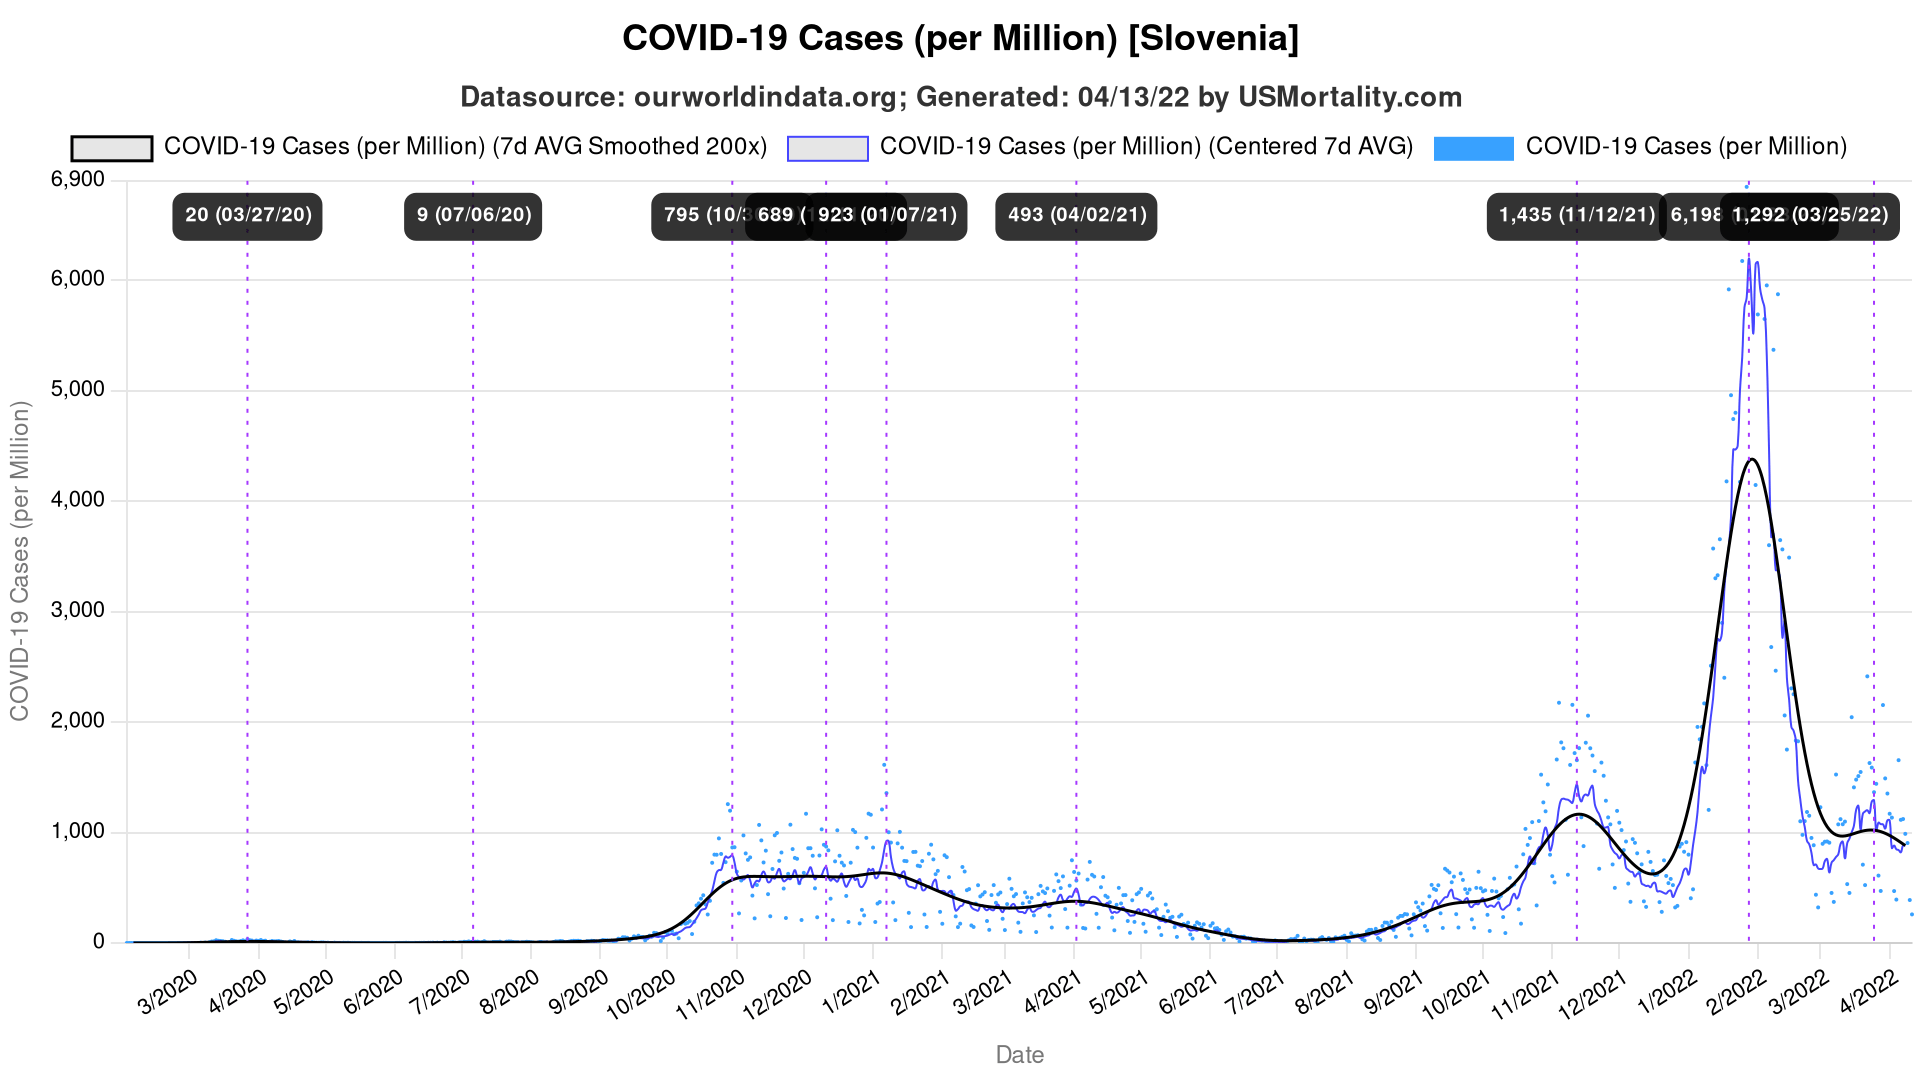 COVID-19 Cases (per Million) [Slovenia]
Datasource: ourworldindata.org; Generated: 04/13/22 by USMortality.com
COVID-19 Cases (per Million) (7d AVG Smoothed 200x) COVID-19 Cases (per Million) (Centered 7d AVG) COVID-19 Cases (per Million)
20 (03/27/20) 9 (07/06/20) 795 (10/ 689 923 (01/07/21) 493 (04/02/21) 1,435 (11/12/21) 6,198 1,292 (03/25/22)
COVID-19 Cases (per Million)
6,900
6,000
5,000
4,000
3,000
2,000
1,000
0
3/2020 4/2020 5/2020 6/2020 7/2020 8/2020 9/2020 10/2020 11/2020 12/2020 1/2021 2/2021 3/2021 4/2021 5/2021 6/2021 7/2021 8/2021 9/2021 10/2021 11/2021 12/2021 1/2022 2/2022 3/2022 4/2022
Date